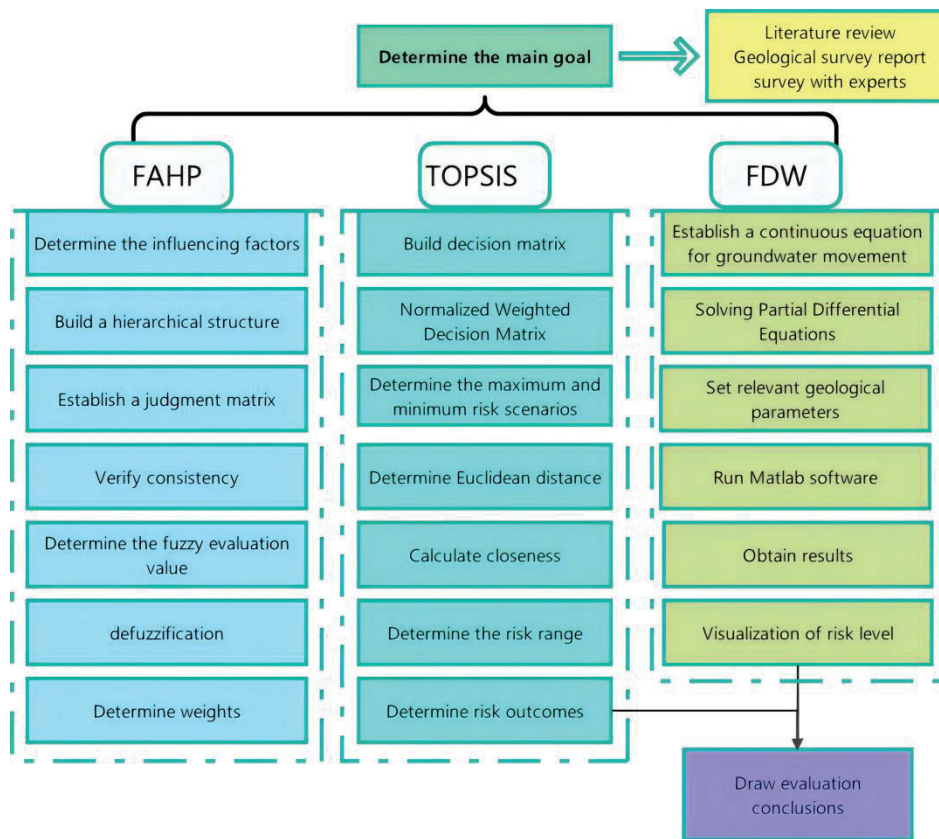 Determine the main goal
Literature review
Geological survey report
survey with experts
FAHP
Determine the influencing factors
Build a hierarchical structure
Establish a judgment matrix
Verify consistency
Determine the fuzzy evaluation
value
defuzzification
Determine weights
TOPSIS
Build decision matrix
Normalized Weighted
Decision Matrix
Determine the maximum and
minimum risk scenarios
Determine Euclidean distance
Calculate closeness
Determine the risk range
Determine risk outcomes
FDW
Establish a continuous equation
for groundwater movement
Solving Partial Differential
Equations
Set relevant geological
parameters
Run Matlab software
Obtain results
Visualization of risk level
Draw evaluation
conclusions